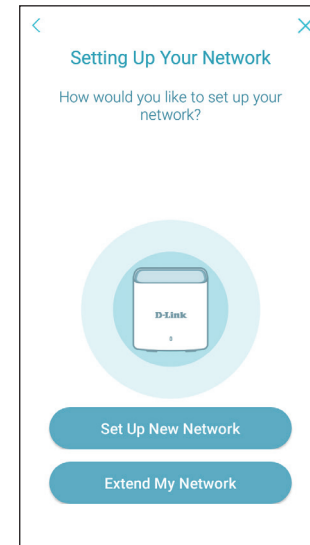 Setting Up Your Network
How would you like to set up your
network?
D-Link
Set Up New Network
Extend My Network